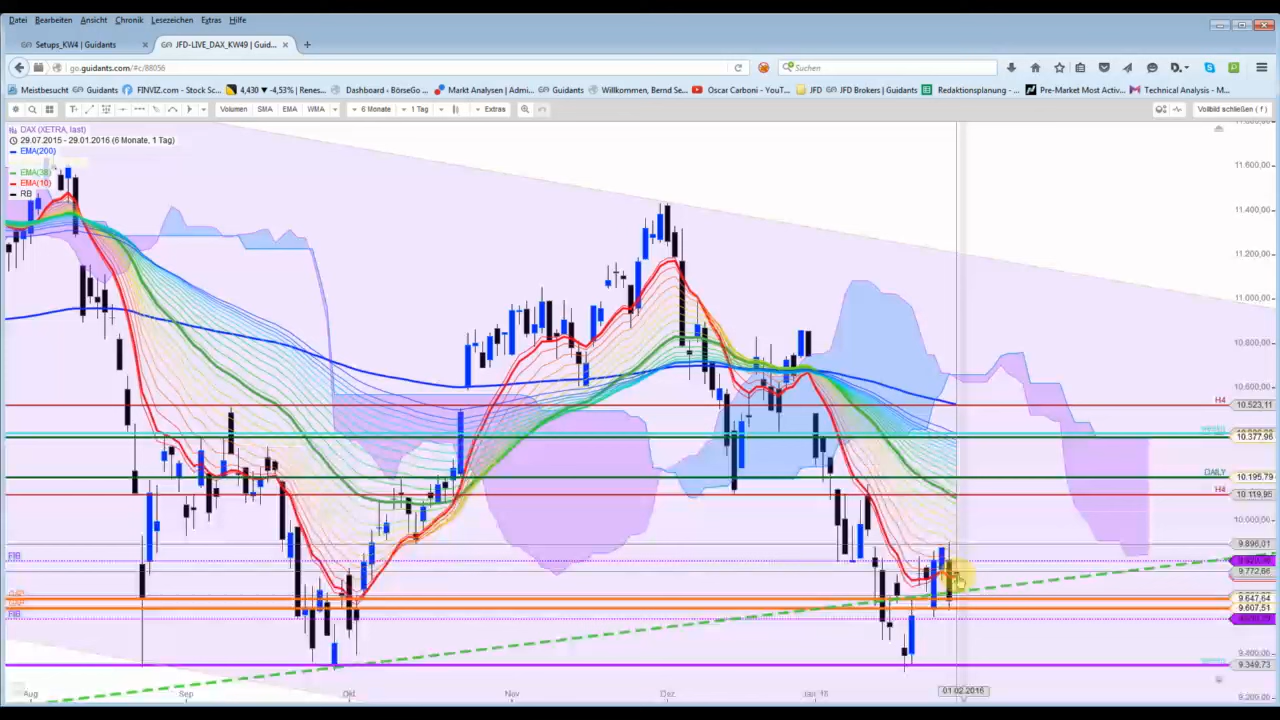 Datei Bearbeiten Ansicht Chronik Lesezeichen Extras Hilfe
Setups_KW4 | Guidants × JFD-LIVE_DAX_KW49 | Guid... × +
go.guidants.com/#c/88056 Suchen
Meistbesucht Guidants FINVIZ.com - Stock Sc... 4,430 ▾ -4,53% | Renes... Dashboard ‹ BörseGo ... Markt Analysen | Admi... Guidants Willkommen, Bernd Se... Oscar Carboni - YouT... JFD JFD Brokers | Guidants Redaktionsplanung - ... Pre-Market Most Activ... Technical Analysis - M...
Volumen SMA EMA WMA 6 Monate 1 Tag Extras Vollbild schließen ( f )
DAX (XETRA, last)
29.07.2015 - 29.01.2016 (6 Monate, 1 Tag)
EMA(200)
EMA(38)
EMA(10)
RB
11.600,00
11.400,00
11.200,00
11.000,00
10.800,00
10.600,00
H4 10.523,11
10.377,96
DAILY 10.195,79
H4 10.119,95
10.000,00
9.896,01
FIB
9.772,66
9.647,64
9.607,51
FIB
9.400,00
9.349,73
9.200,00
Aug Sep Okt Nov Dez Jan '16 01.02.2016